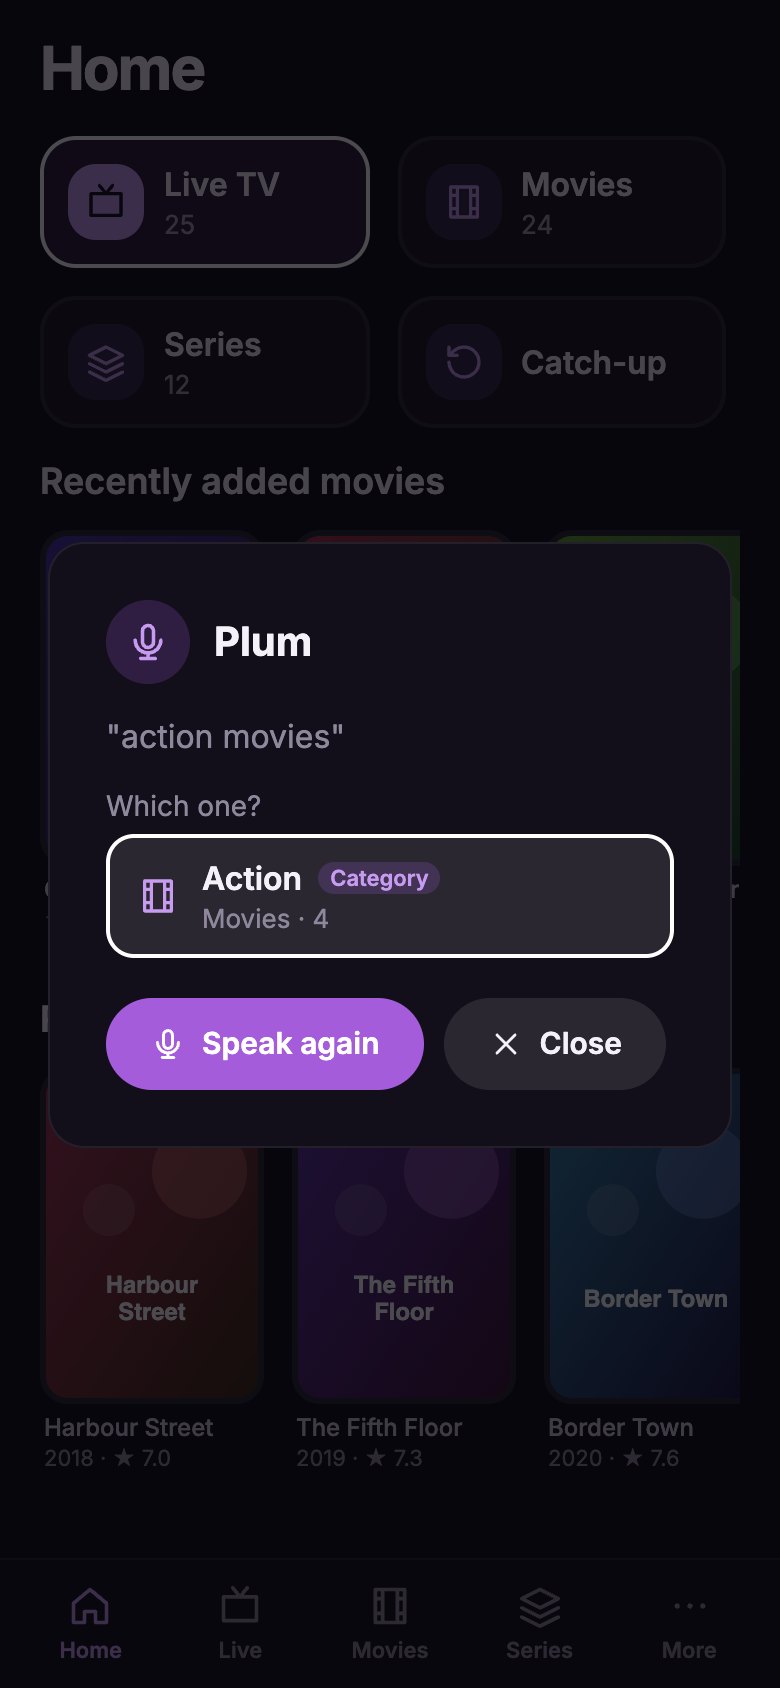 Home
Live TV
25
Movies
24
Series
12
Catch-up
Recently added movies
Plum
"action movies"
Which one?
Action
Category
Movies · 4
Speak again
Close
Harbour
Street
The Fifth
Floor
Border Town
Harbour Street
2018 · ★ 7.0
The Fifth Floor
2019 · ★ 7.3
Border Town
2020 · ★ 7.6
Home
Live
Movies
Series
More